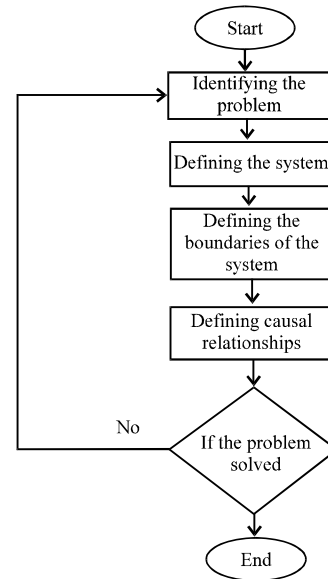 Start
Identifying the
problem
Defining the system
Defining the
boundaries of the
system
Defining causal
relationships
No
If the problem
solved
End